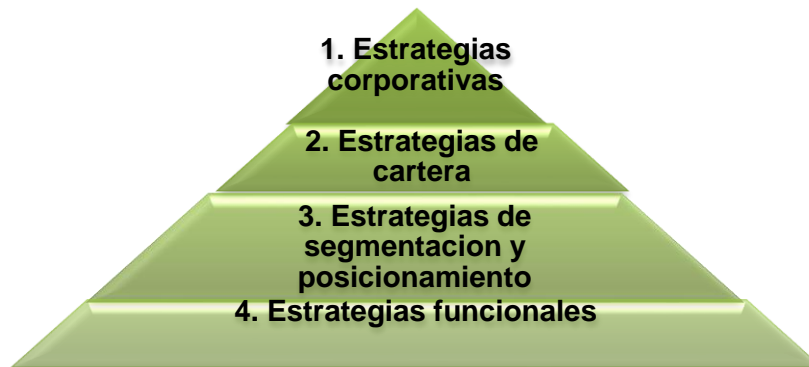 1. Estrategias
corporativas
2. Estrategias de
cartera
3. Estrategias de
segmentacion y
posicionamiento
4. Estrategias funcionales